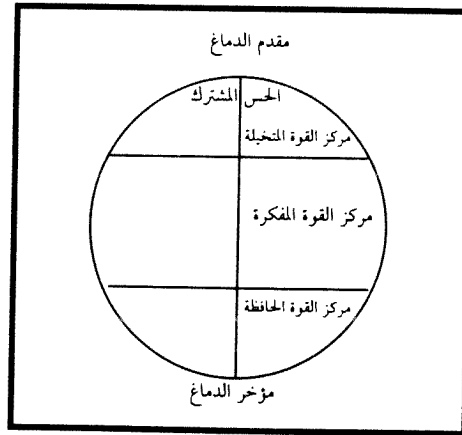 مقدم الدماغ
الحس المشترك
مركز القوة المتخيلة
مركز القوة المفكرة
مركز القوة الحافظة
مؤخر الدماغ